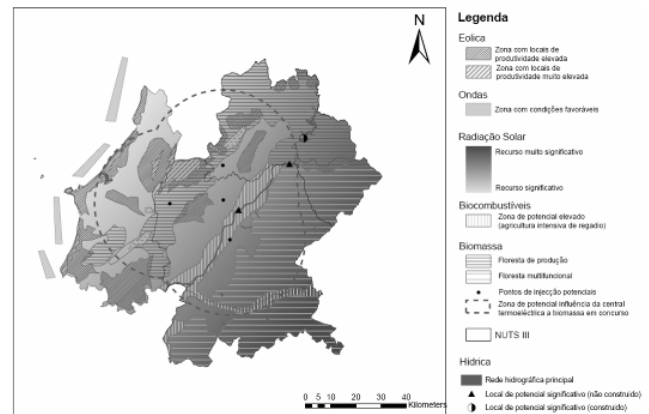 N
0 5 10 20 30 40
Kilometers
Legenda
Eolica
Zona com locais de
produtividade elevada
Zona com locais de
produtividade muito elevada
Ondas
Zona com condições favoráveis
Radiação Solar
Recurso muito significativo
Recurso significativo
Biocombustíveis
Zona de potencial elevado
(agricultura intensiva de regadio)
Biomassa
Floresta de produção
Floresta multifuncional
Pontos de injecção potenciais
Zona de potencial influência da central
termoeléctrica a biomassa em concurso
NUTS III
Hídrica
Rede hidrográfica principal
Local de potencial significativo (não construido)
Local de potencial significativo (construido)